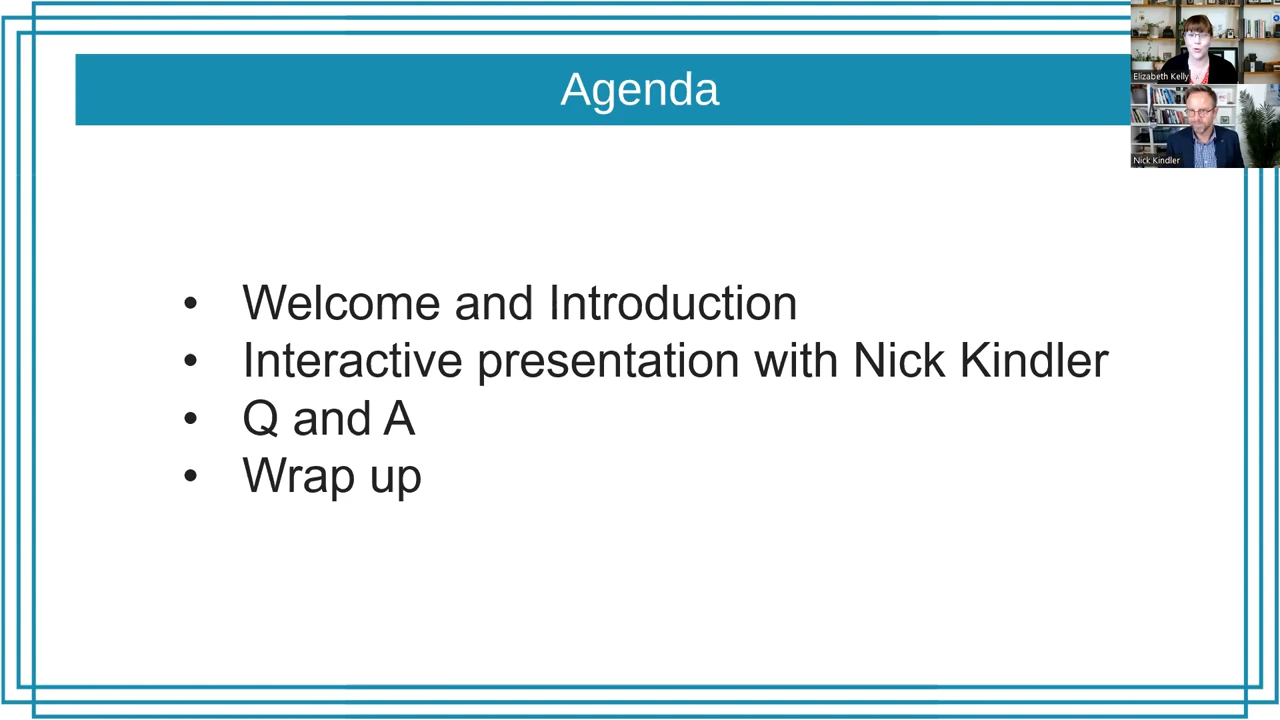 Agenda
Elizabeth Kelly
Nick Kindler
• Welcome and Introduction
• Interactive presentation with Nick Kindler
• Q and A
• Wrap up